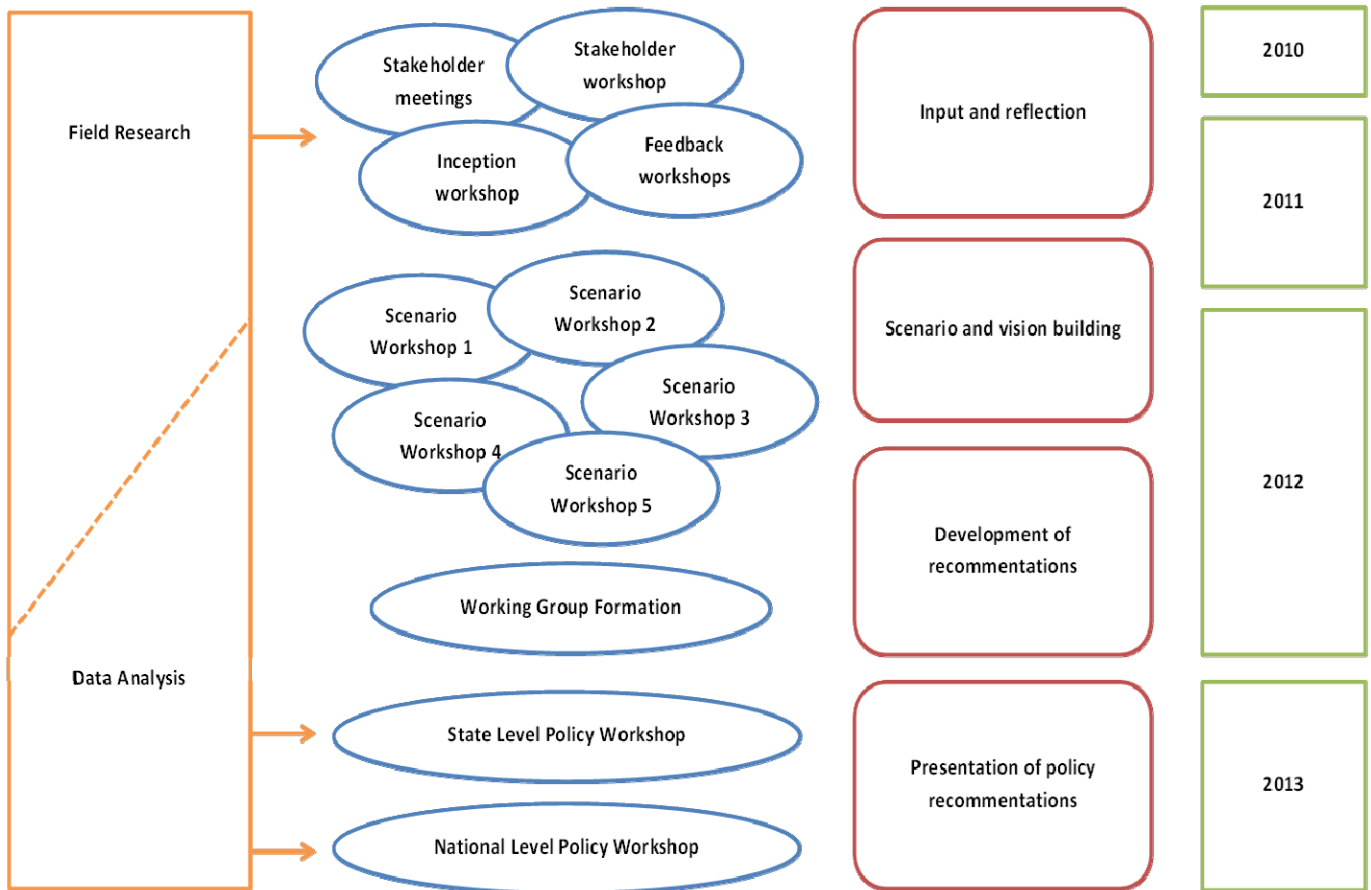 Field Research
Data Analysis
Stakeholder
meetings
Stakeholder
workshop
Inception
workshop
Feedback
workshops
Scenario
Workshop 1
Scenario
Workshop 2
Scenario
Workshop 3
Scenario
Workshop 4
Scenario
Workshop 5
Working Group Formation
State Level Policy Workshop
National Level Policy Workshop
Input and reflection
Scenario and vision building
Development of
recommentations
Presentation of policy
recommentations
2010
2011
2012
2013